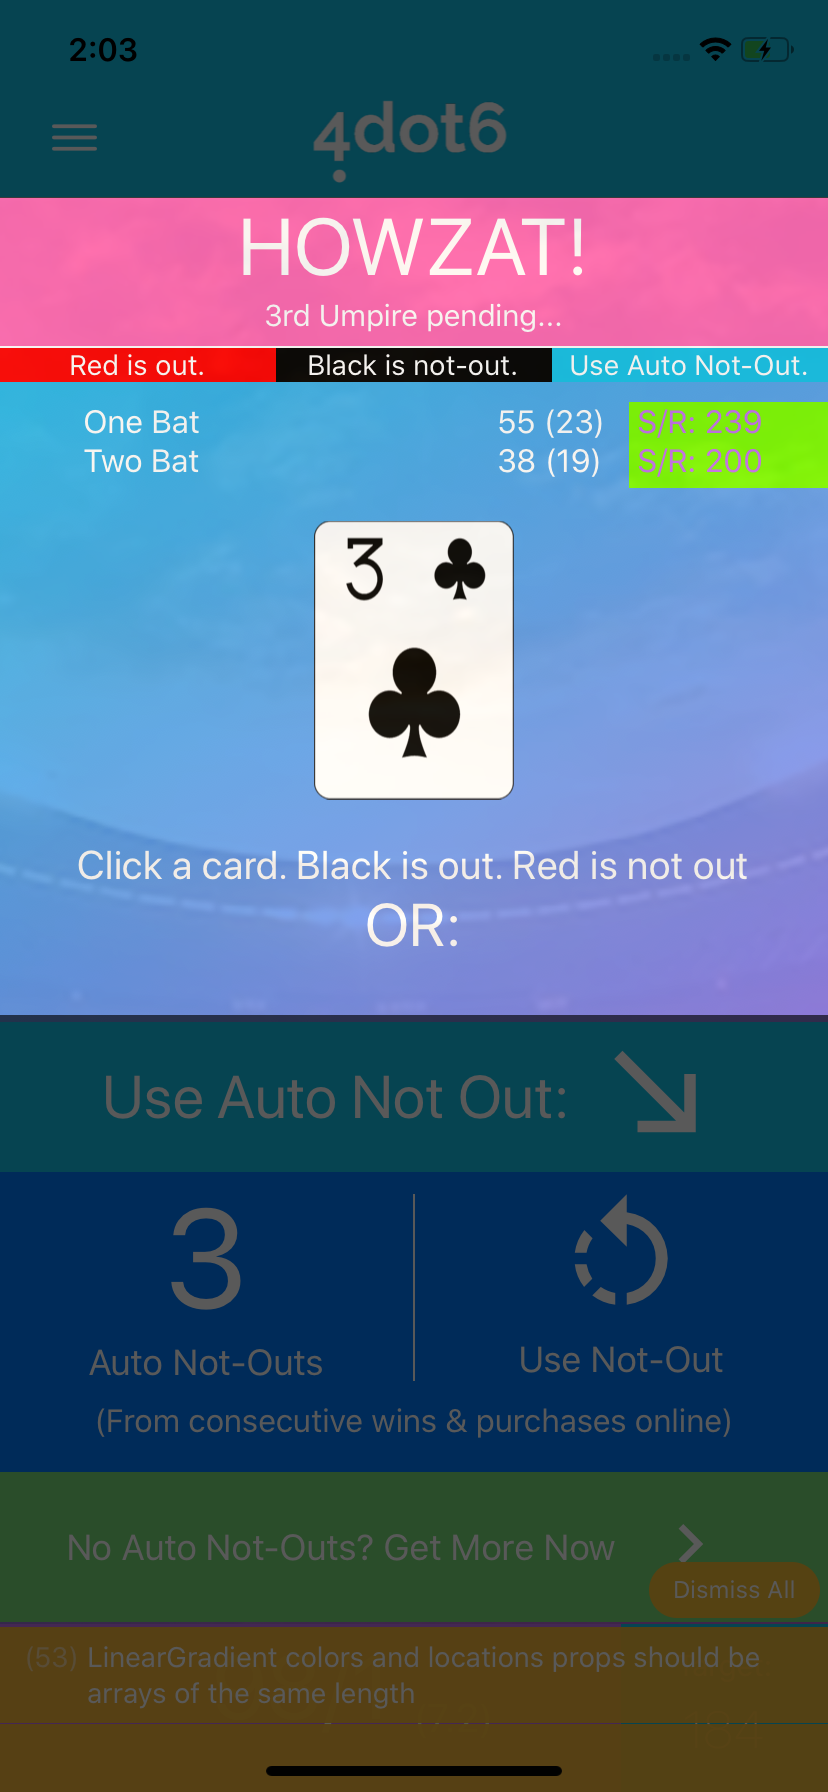 2:03
4dot6
HOWZAT!
3rd Umpire pending...
Red is out.
Black is not-out.
Use Auto Not-Out.
One Bat 55 (23) S/R: 239
Two Bat 38 (19) S/R: 200
3
Click a card. Black is out. Red is not out
OR:
Use Auto Not Out:
3
Auto Not-Outs
Use Not-Out
(From consecutive wins & purchases online)
No Auto Not-Outs? Get More Now
Dismiss All
(53) LinearGradient colors and locations props should be
arrays of the same length